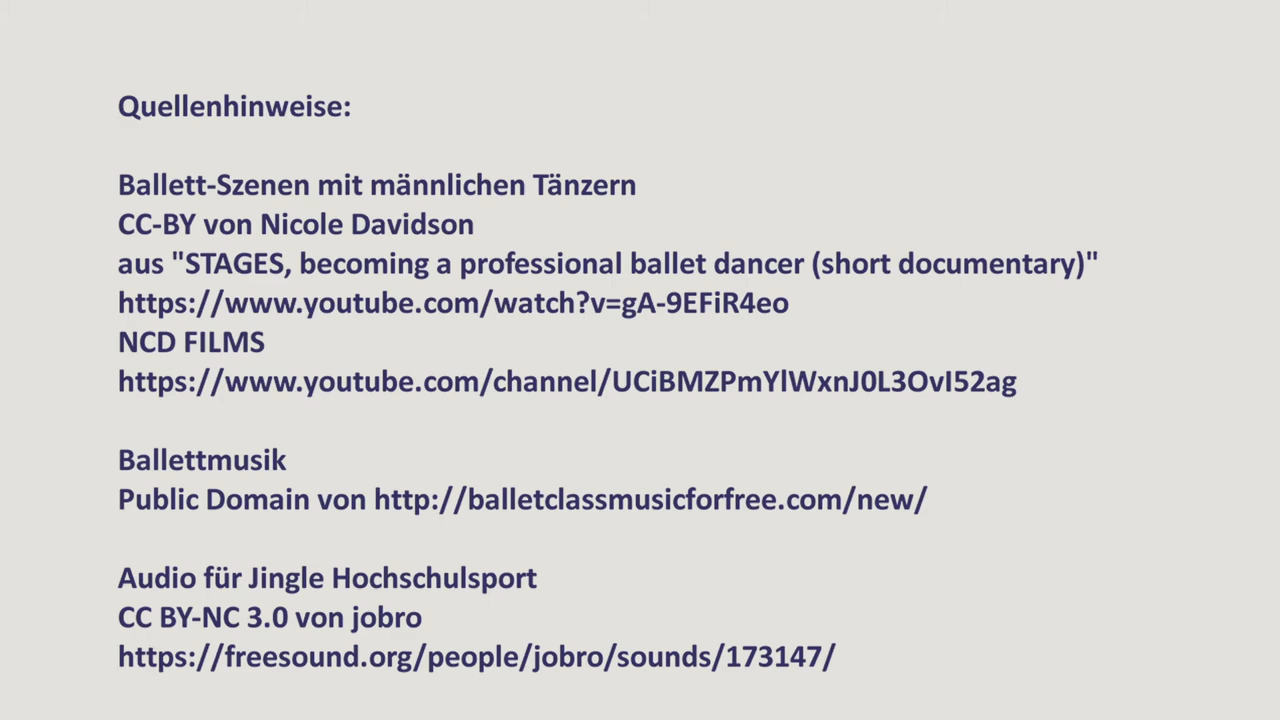 Quellenhinweise:
Ballett-Szenen mit männlichen Tänzern
CC-BY von Nicole Davidson
aus "STAGES, becoming a professional ballet dancer (short documentary)"
https://www.youtube.com/watch?v=gA-9EFiR4eo
NCD FILMS
https://www.youtube.com/channel/UCiBMZPmYlWxnJ0L3OvI52ag
Ballettmusik
Public Domain von http://balletclassmusicforfree.com/new/
Audio für Jingle Hochschulsport
CC BY-NC 3.0 von jobro
https://freesound.org/people/jobro/sounds/173147/